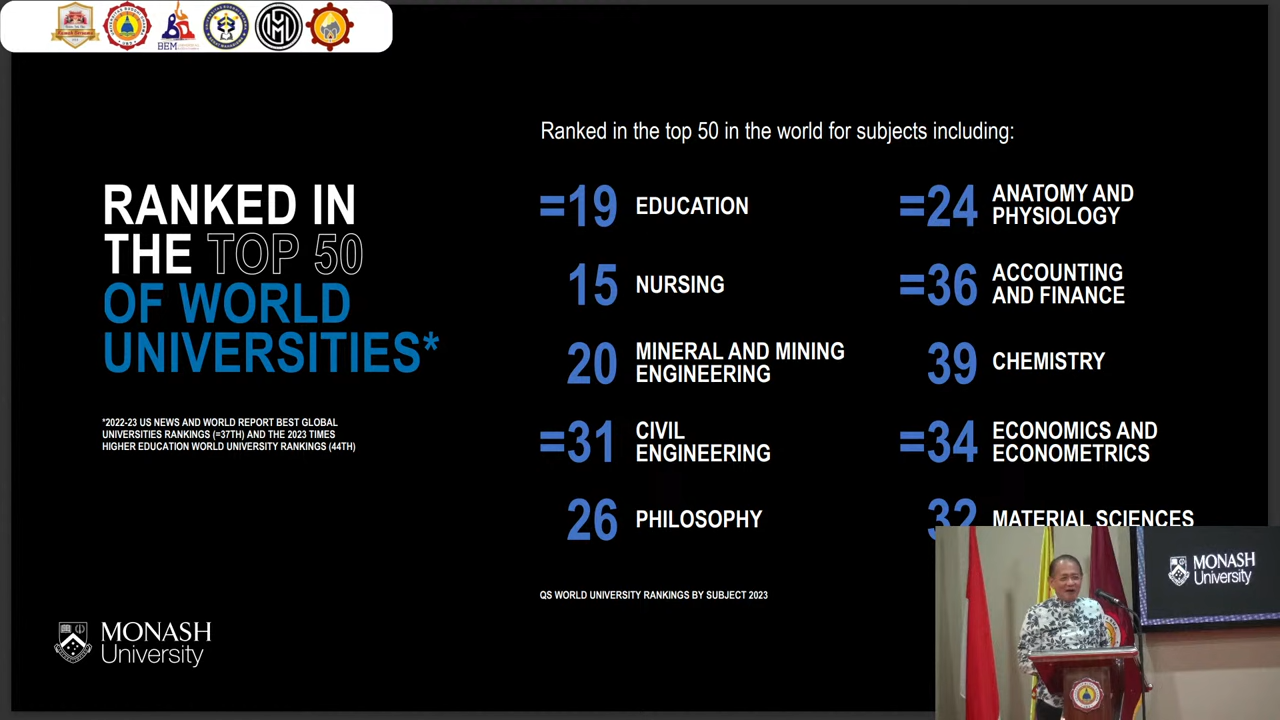 BEM
RANKED IN
THE TOP 50
OF WORLD
UNIVERSITIES*
*2022-23 US NEWS AND WORLD REPORT BEST GLOBAL
UNIVERSITIES RANKINGS (=37TH) AND THE 2023 TIMES
HIGHER EDUCATION WORLD UNIVERSITY RANKINGS (44TH)
MONASH
University
Ranked in the top 50 in the world for subjects including:
=19 EDUCATION
15 NURSING
20 MINERAL AND MINING
ENGINEERING
=31 CIVIL
ENGINEERING
26 PHILOSOPHY
=24 ANATOMY AND
PHYSIOLOGY
=36 ACCOUNTING
AND FINANCE
39 CHEMISTRY
=34 ECONOMICS AND
ECONOMETRICS
32 MATERIAL SCIENCES
QS WORLD UNIVERSITY RANKINGS BY SUBJECT 2023
MONASH
University